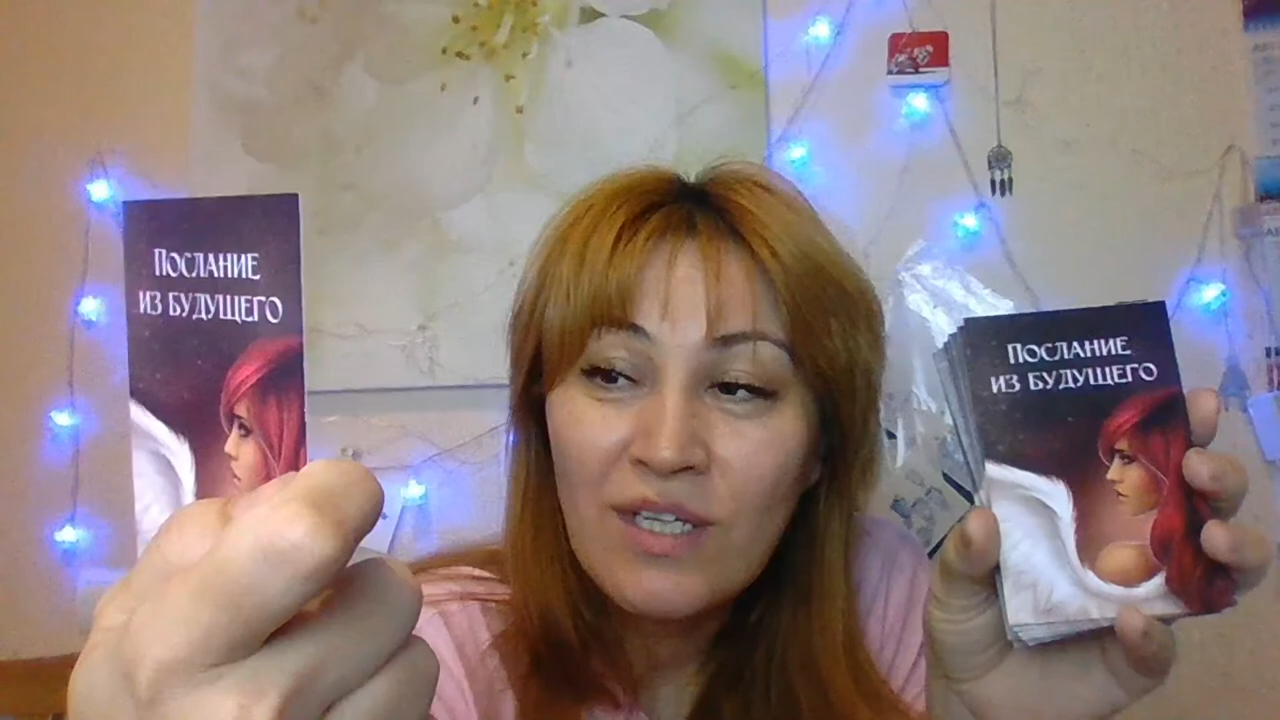 Послание
из будущего
Послание
из будущего